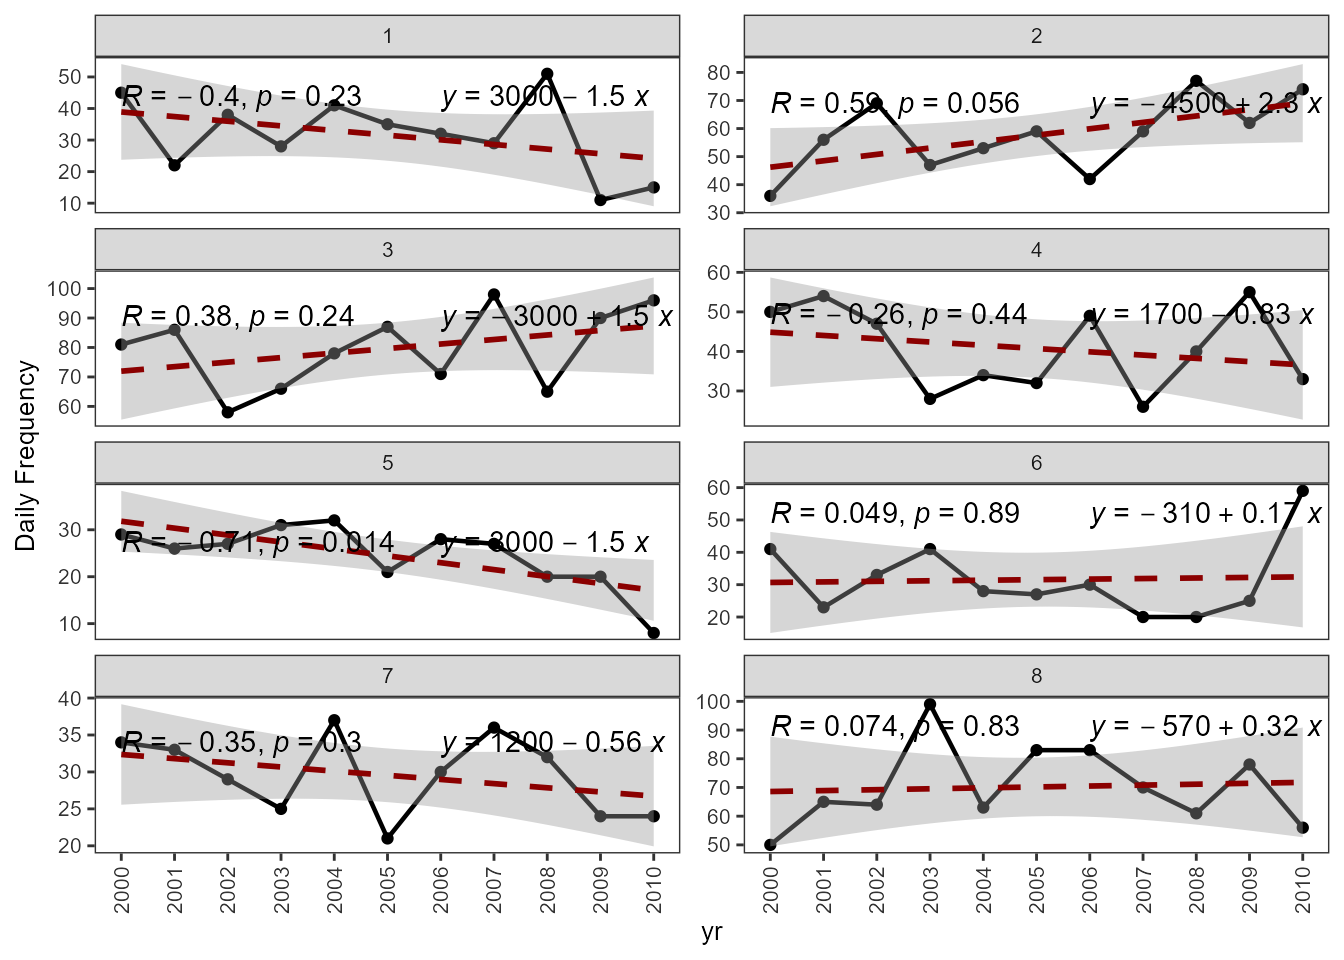 1
50
40
30
20
10
R = − 0.4, p = 0.23
y = 3000 − 1.5 x
2
80
70
60
50
40
30
R = 0.59, p = 0.056
y = − 4500 + 2.3 x
3
100
90
80
70
60
R = 0.38, p = 0.24
y = − 3000 + 1.5 x
4
60
50
40
30
R = − 0.26, p = 0.44
y = 1700 − 0.83 x
5
30
20
10
R = − 0.71, p = 0.014
y = 3000 − 1.5 x
6
60
50
40
30
20
R = 0.049, p = 0.89
y = − 310 + 0.17 x
7
40
35
30
25
20
R = − 0.35, p = 0.3
y = 1200 − 0.56 x
8
100
90
80
70
60
50
R = 0.074, p = 0.83
y = − 570 + 0.32 x
2000 2001 2002 2003 2004 2005 2006 2007 2008 2009 2010
2000 2001 2002 2003 2004 2005 2006 2007 2008 2009 2010
yr
Daily Frequency